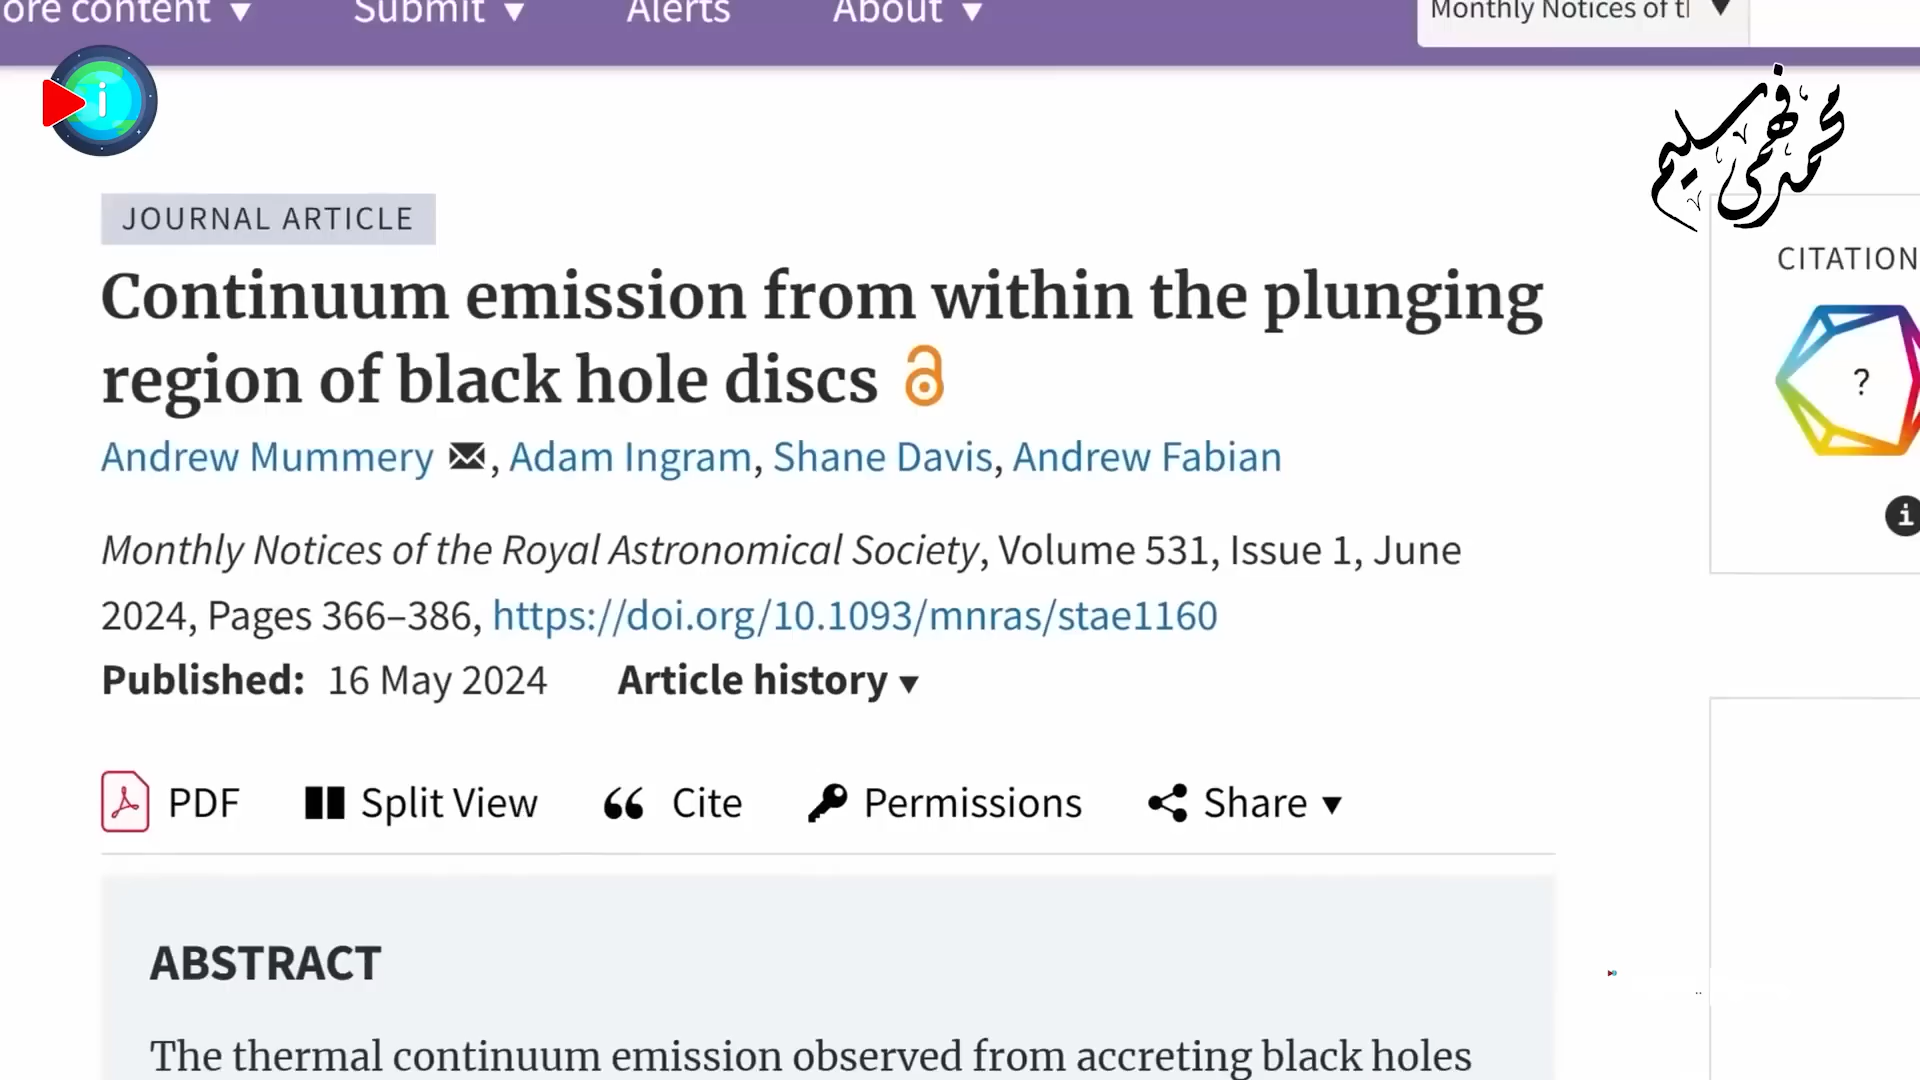 ore content ▼ Submit ▼ Alerts About ▼ Monthly Notices of t ▼
i
محمد فهمي سليم
JOURNAL ARTICLE
CITATION
Continuum emission from within the plunging
region of black hole discs
?
Andrew Mummery ✉, Adam Ingram, Shane Davis, Andrew Fabian
i
Monthly Notices of the Royal Astronomical Society, Volume 531, Issue 1, June
2024, Pages 366–386, https://doi.org/10.1093/mnras/stae1160
Published: 16 May 2024 Article history ▼
PDF Split View Cite Permissions Share ▼
ABSTRACT
The thermal continuum emission observed from accreting black holes